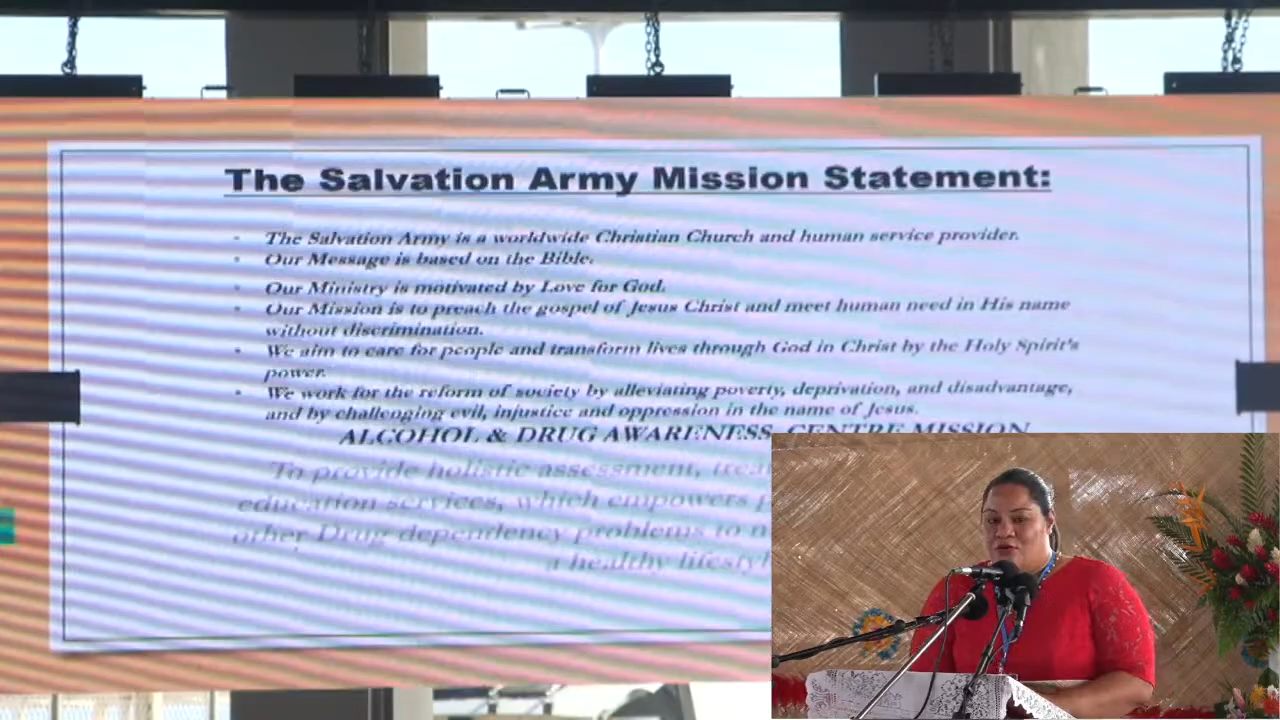 The Salvation Army Mission Statement:
The Salvation Army is a worldwide Christian Church and human service provider.
Our Message is based on the Bible.
Our Ministry is motivated by Love for God.
Our Mission is to preach the gospel of Jesus Christ and meet human need in His name
without discrimination.
We aim to care for people and transform lives through God in Christ by the Holy Spirit's
power.
We work for the reform of society by alleviating poverty, deprivation, and disadvantage,
and by challenging evil, injustice and oppression in the name of Jesus.
ALCOHOL & DRUG AWARENESS CENTRE MISSION
To provide holistic assessment,
education services, which empowers
other Drug dependency problems to
a healthy